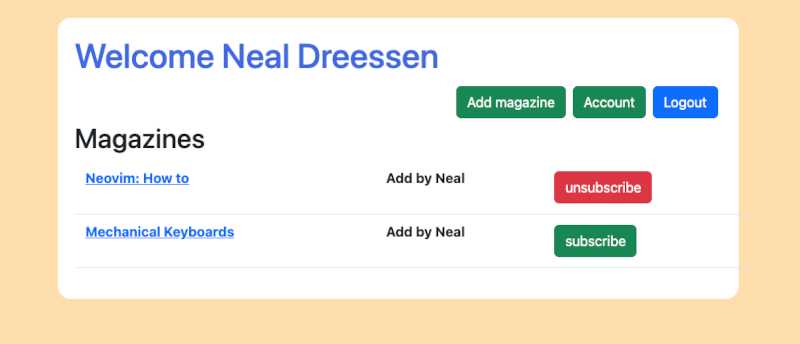 Welcome Neal Dreessen
Add magazine Account Logout
Magazines
Neovim: How to Add by Neal unsubscribe
Mechanical Keyboards Add by Neal subscribe